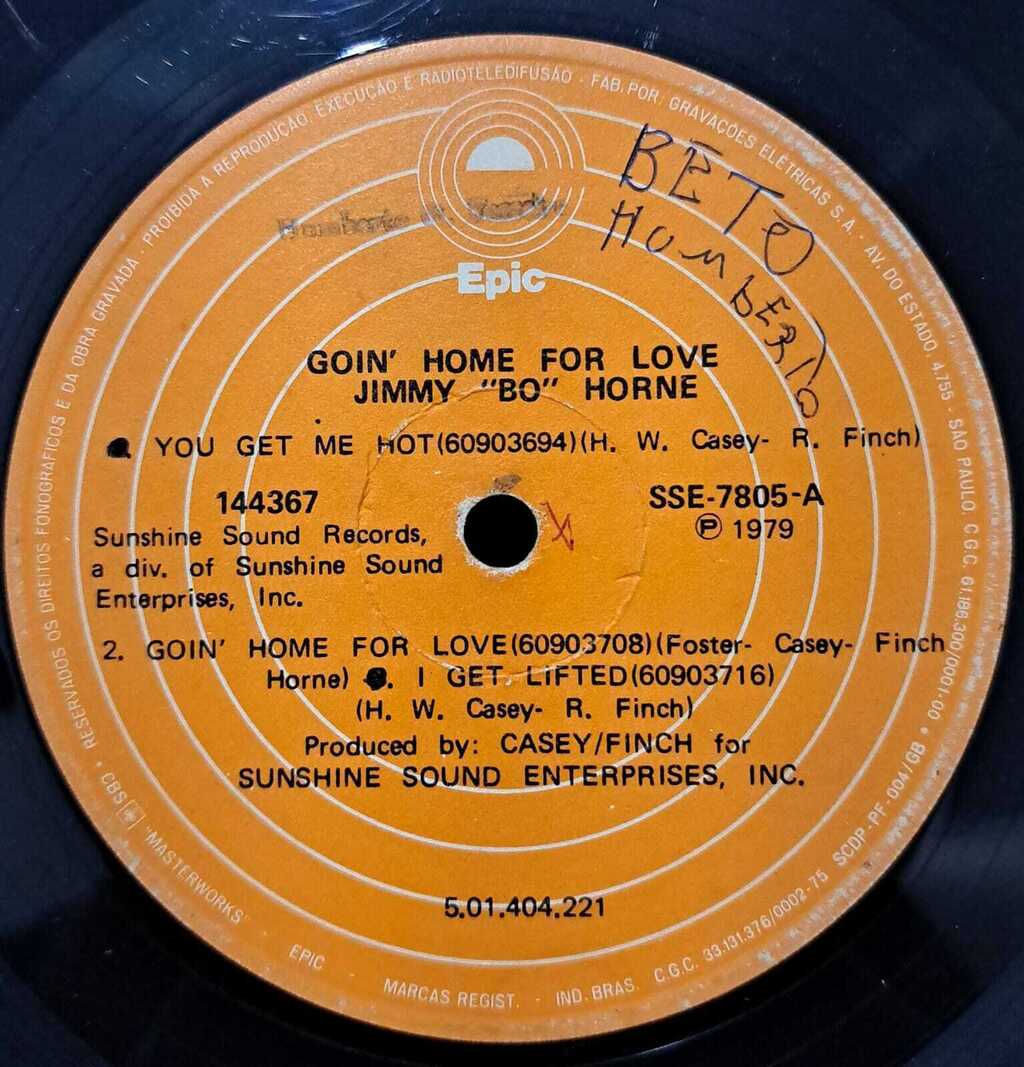 PROIBIDA A REPRODUÇÃO, EXECUÇÃO E RADIOTELEDIFUSÃO · FAB. POR GRAVAÇÕES ELÉTRICAS S.A. · AV. DO ESTADO, 4.755 - SÃO PAULO
C.G.C. 61.186.300/0001-00 · SCDP-PF-004/GB
RESERVADOS OS DIREITOS FONOGRÁFICOS E DA OBRA GRAVADA
BETO
HOMBERTO
Epic
GOIN' HOME FOR LOVE
JIMMY "BO" HORNE
YOU GET ME HOT(60903694)(H. W. Casey- R. Finch)
144367
SSE-7805-A
Ⓟ 1979
Sunshine Sound Records,
a div. of Sunshine Sound
Enterprises, Inc.
2. GOIN' HOME FOR LOVE(60903708)(Foster- Casey- Finch
Horne) . I GET LIFTED(60903716)
(H. W. Casey- R. Finch)
Produced by: CASEY/FINCH for
SUNSHINE SOUND ENTERPRISES, INC.
5.01.404.221
· CBS "MASTERWORKS" EPIC · MARCAS REGIST. · IND. BRAS. C.G.C. 33.131.376/0002-75